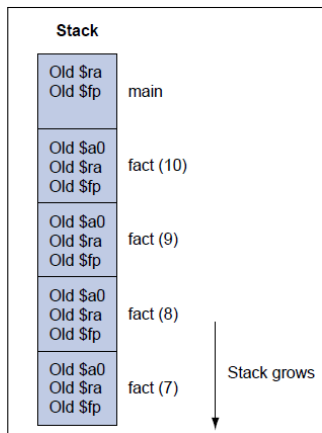 Stack
Old $ra
Old $fp
main
Old $a0
Old $ra
Old $fp
fact (10)
Old $a0
Old $ra
Old $fp
fact (9)
Old $a0
Old $ra
Old $fp
fact (8)
Old $a0
Old $ra
Old $fp
fact (7)
Stack grows